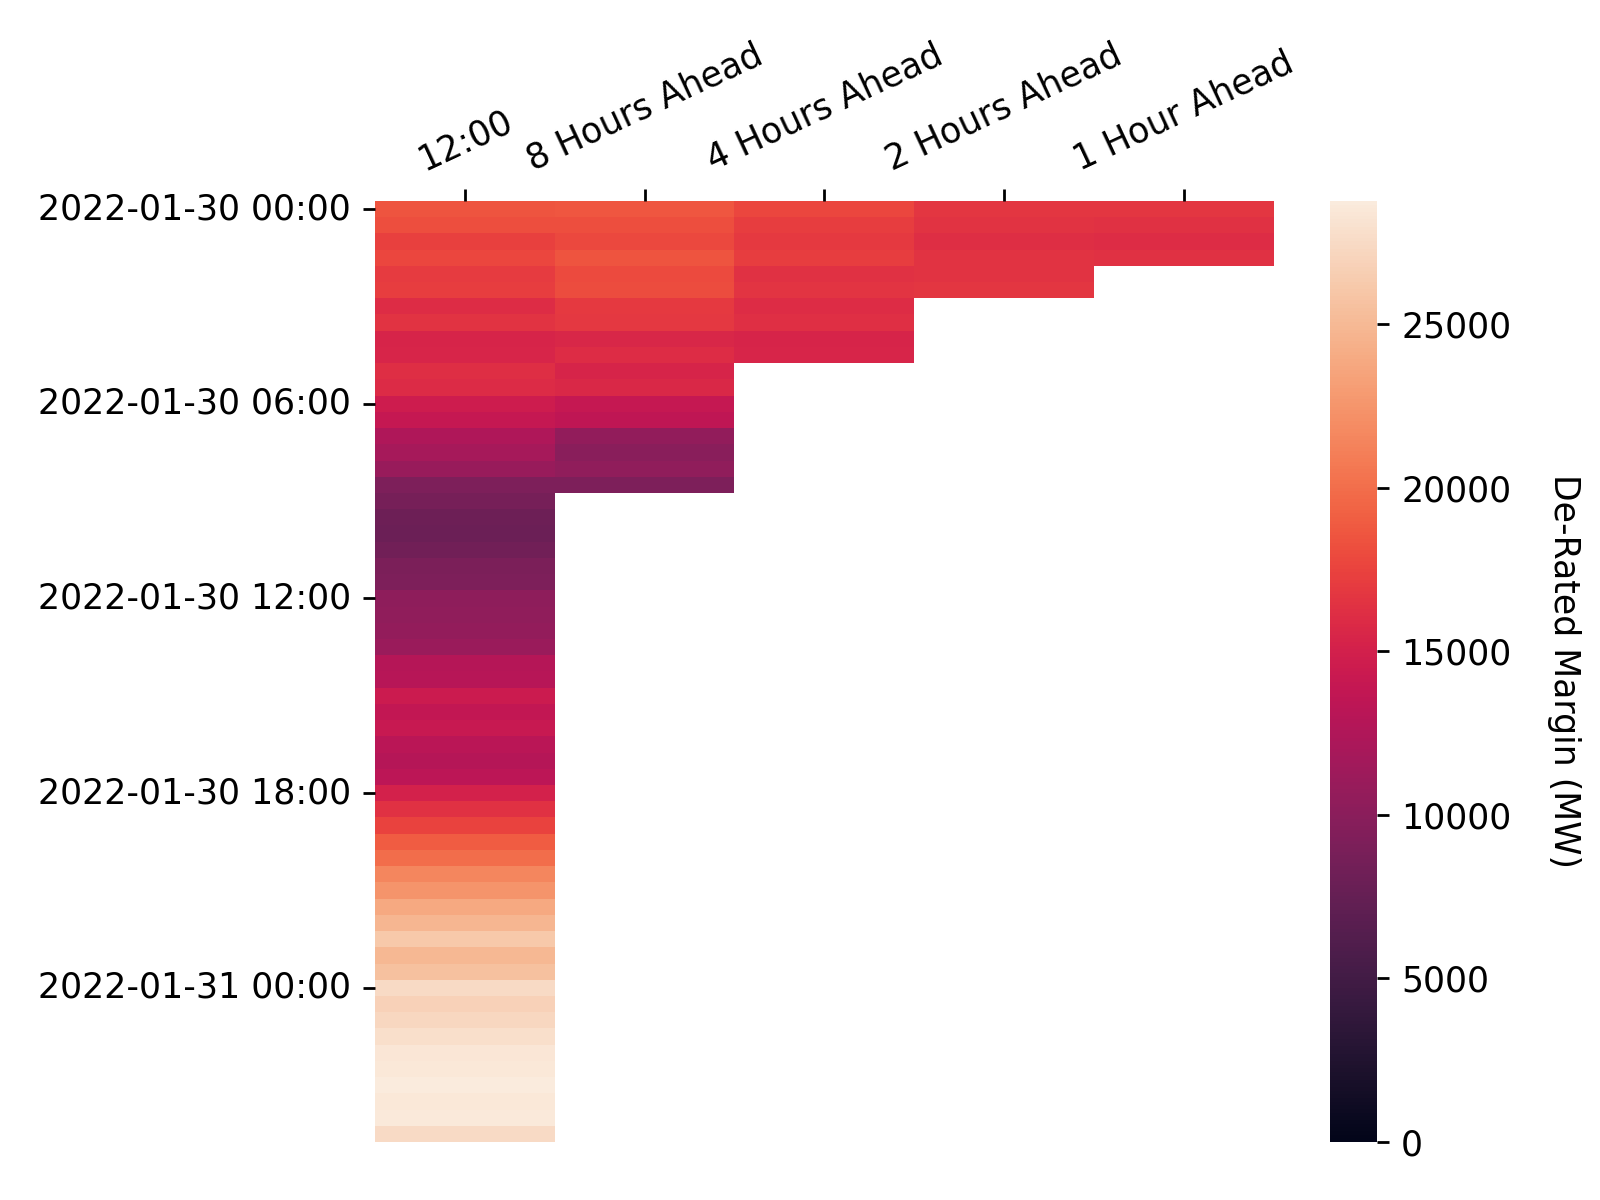 12:00
8 Hours Ahead
4 Hours Ahead
2 Hours Ahead
1 Hour Ahead
2022-01-30 00:00
2022-01-30 06:00
2022-01-30 12:00
2022-01-30 18:00
2022-01-31 00:00
25000
20000
15000
10000
5000
0
De-Rated Margin (MW)